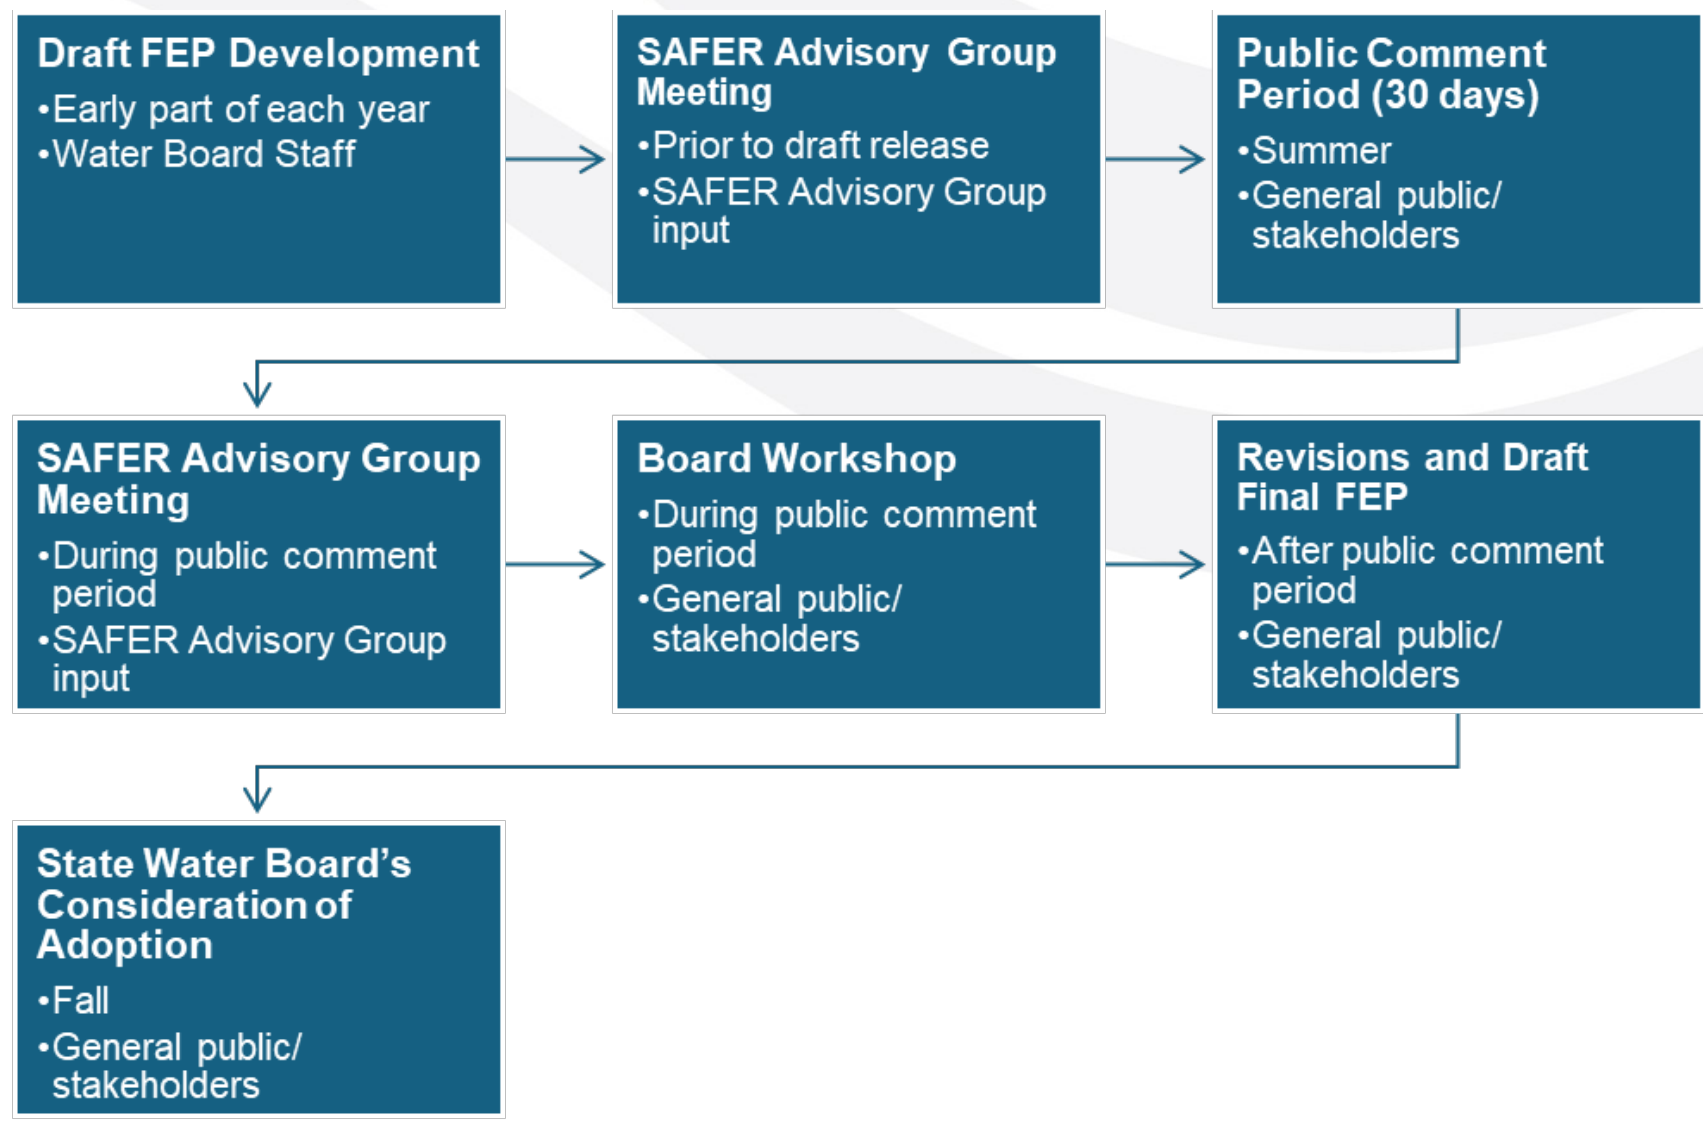 Draft FEP Development
•Early part of each year
•Water Board Staff
SAFER Advisory Group
Meeting
•Prior to draft release
•SAFER Advisory Group
input
Public Comment
Period (30 days)
•Summer
•General public/
stakeholders
SAFER Advisory Group
Meeting
•During public comment
period
•SAFER Advisory Group
input
Board Workshop
•During public comment
period
•General public/
stakeholders
Revisions and Draft
Final FEP
•After public comment
period
•General public/
stakeholders
State Water Board’s
Consideration of
Adoption
•Fall
•General public/
stakeholders